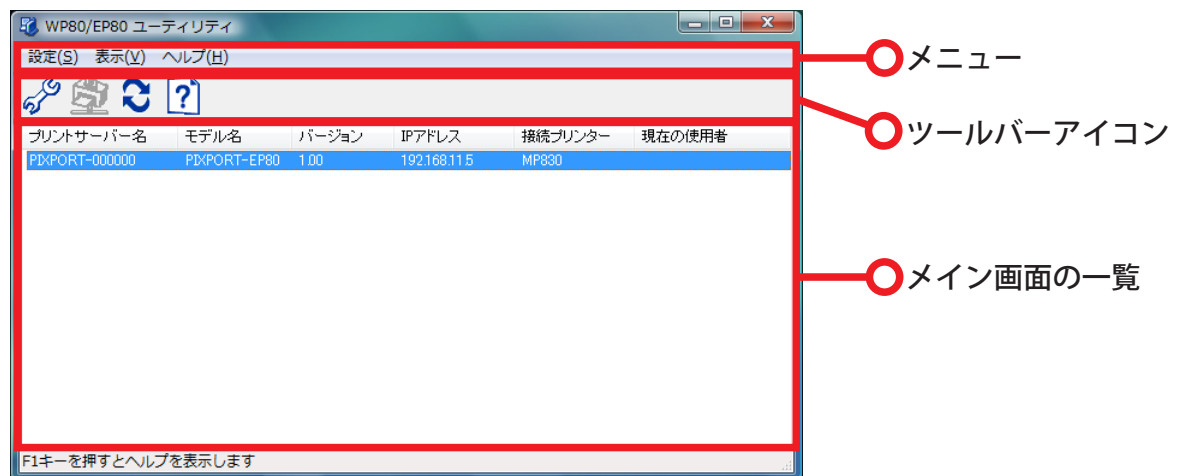 WP80/EP80 ユーティリティ
設定(S) 表示(V) ヘルプ(H)
メニュー
ツールバーアイコン
プリントサーバー名 モデル名 バージョン IPアドレス 接続プリンター 現在の使用者
PIXPORT-000000 PIXPORT-EP80 1.00 192.168.11.5 MP830
メイン画面の一覧
F1キーを押すとヘルプを表示します